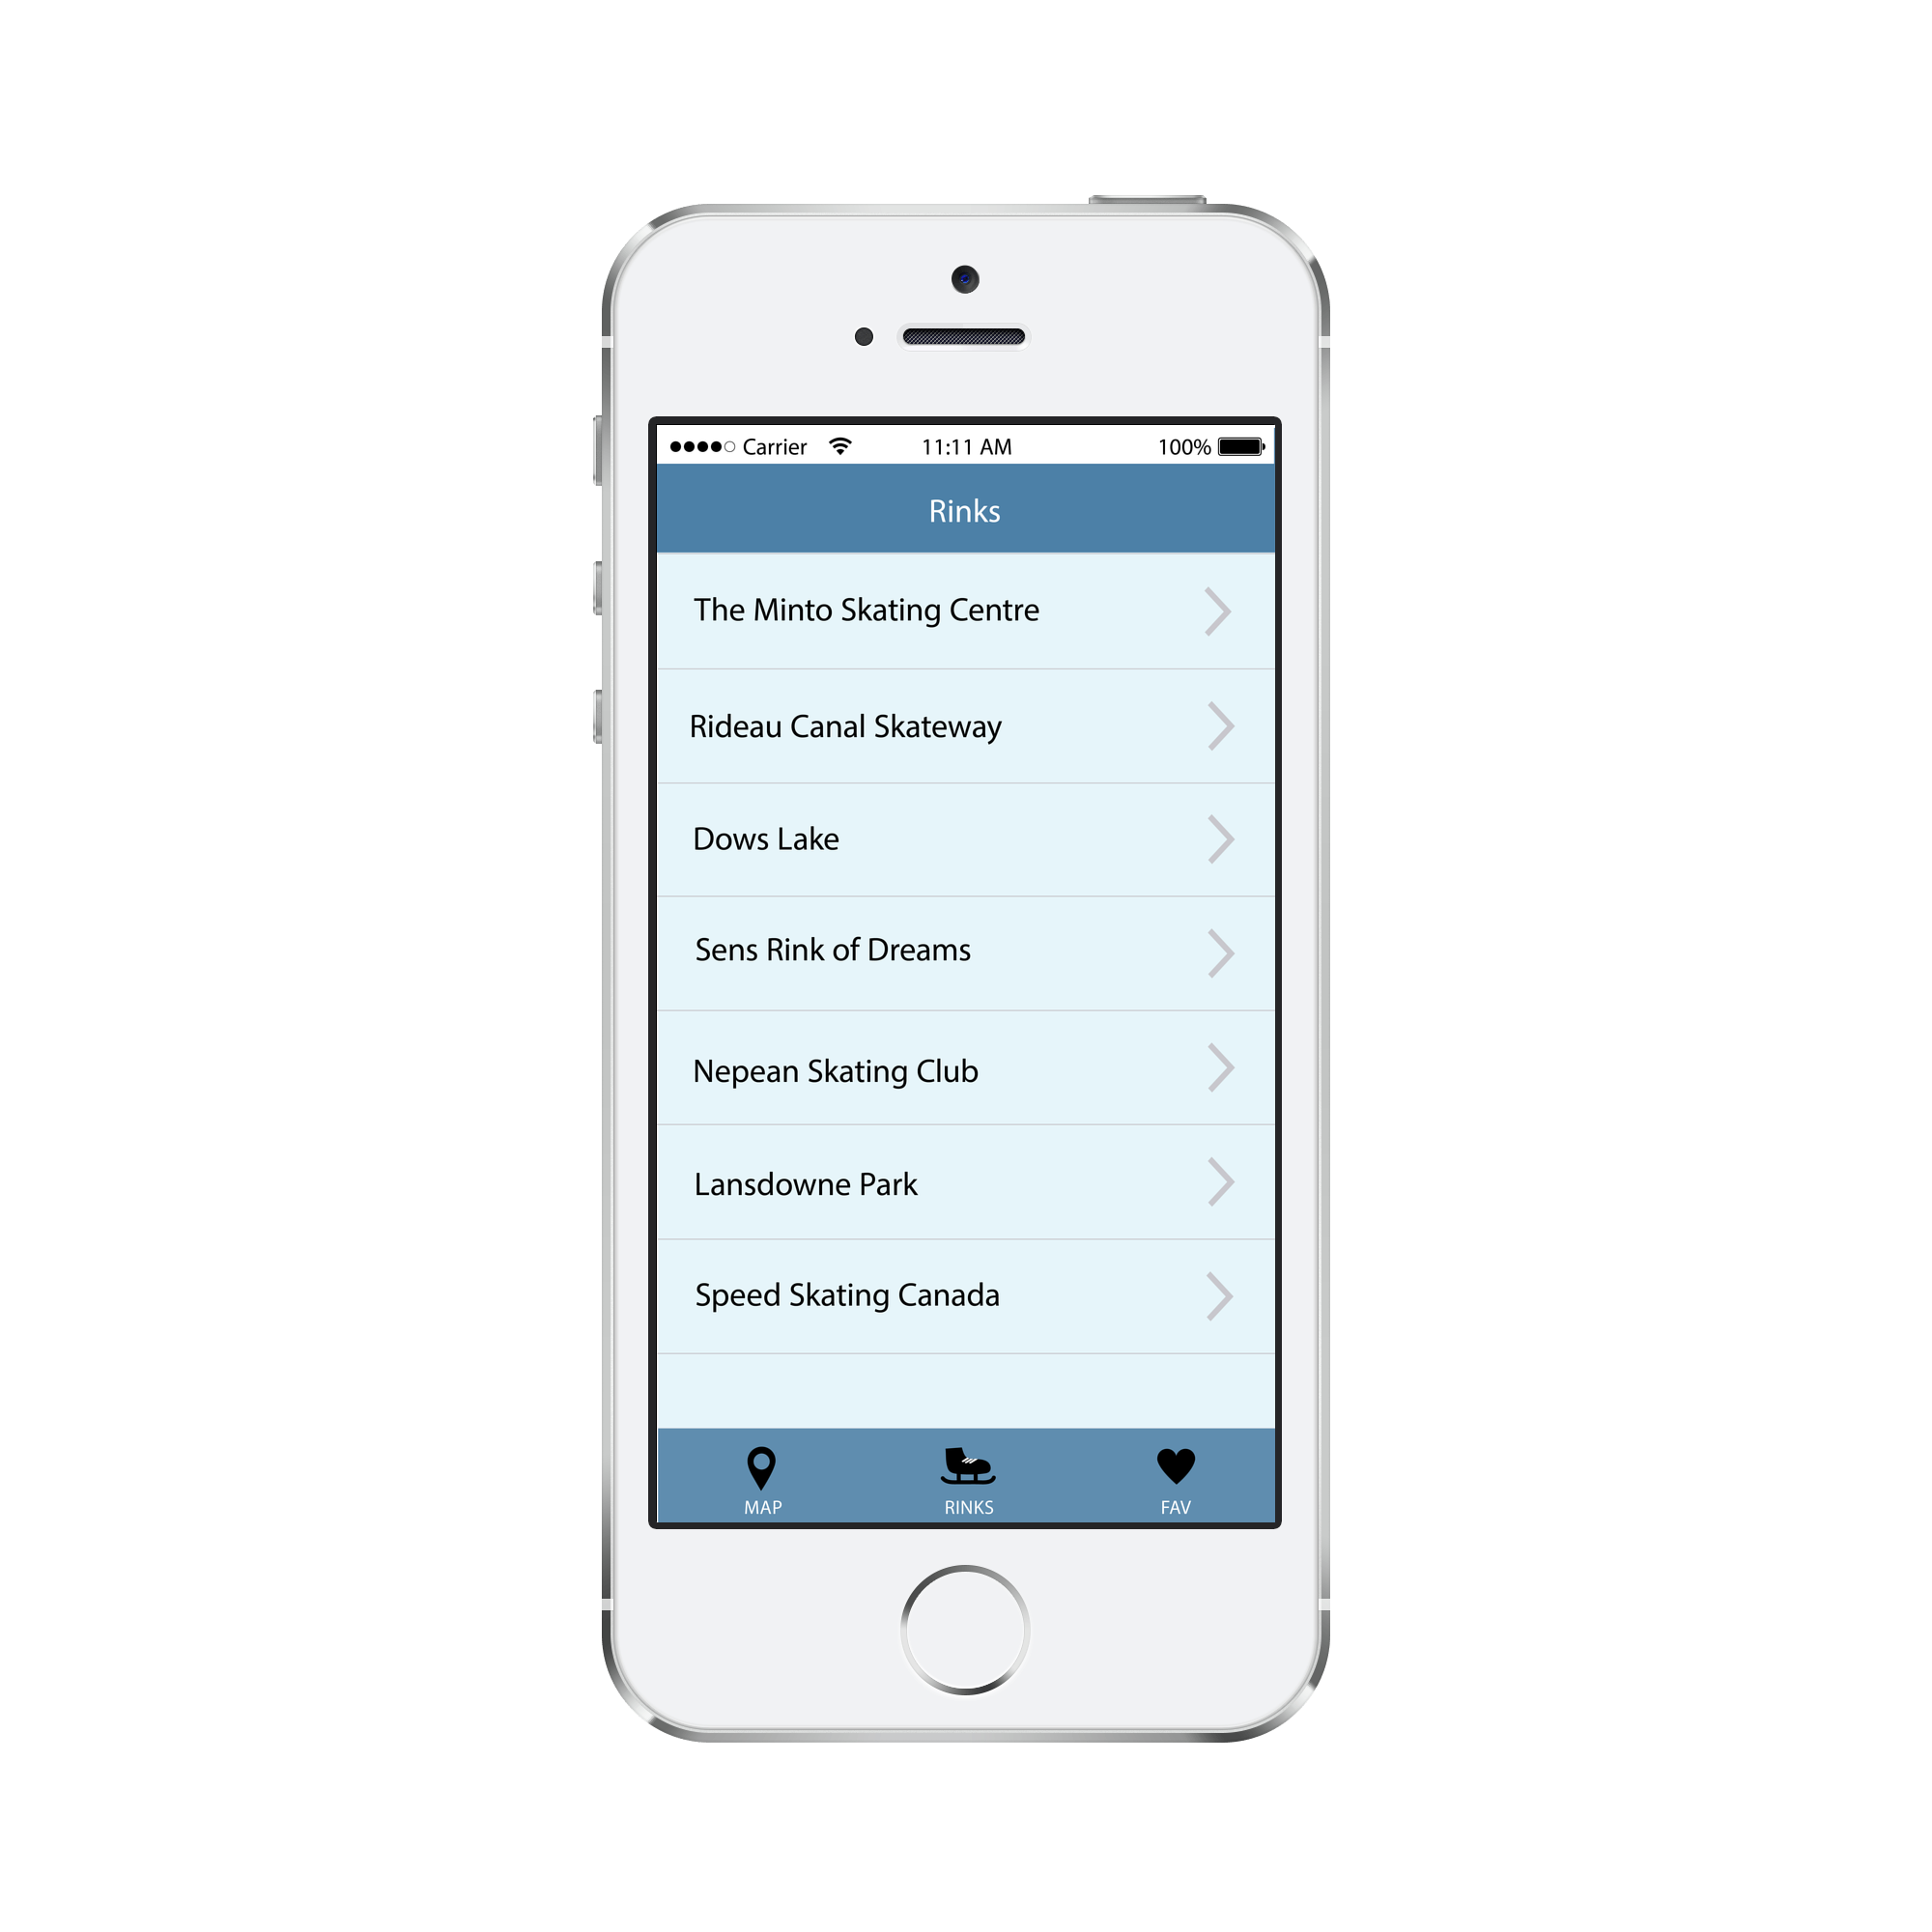 Carrier 11:11 AM 100%
Rinks
The Minto Skating Centre
Rideau Canal Skateway
Dows Lake
Sens Rink of Dreams
Nepean Skating Club
Lansdowne Park
Speed Skating Canada
MAP RINKS FAV